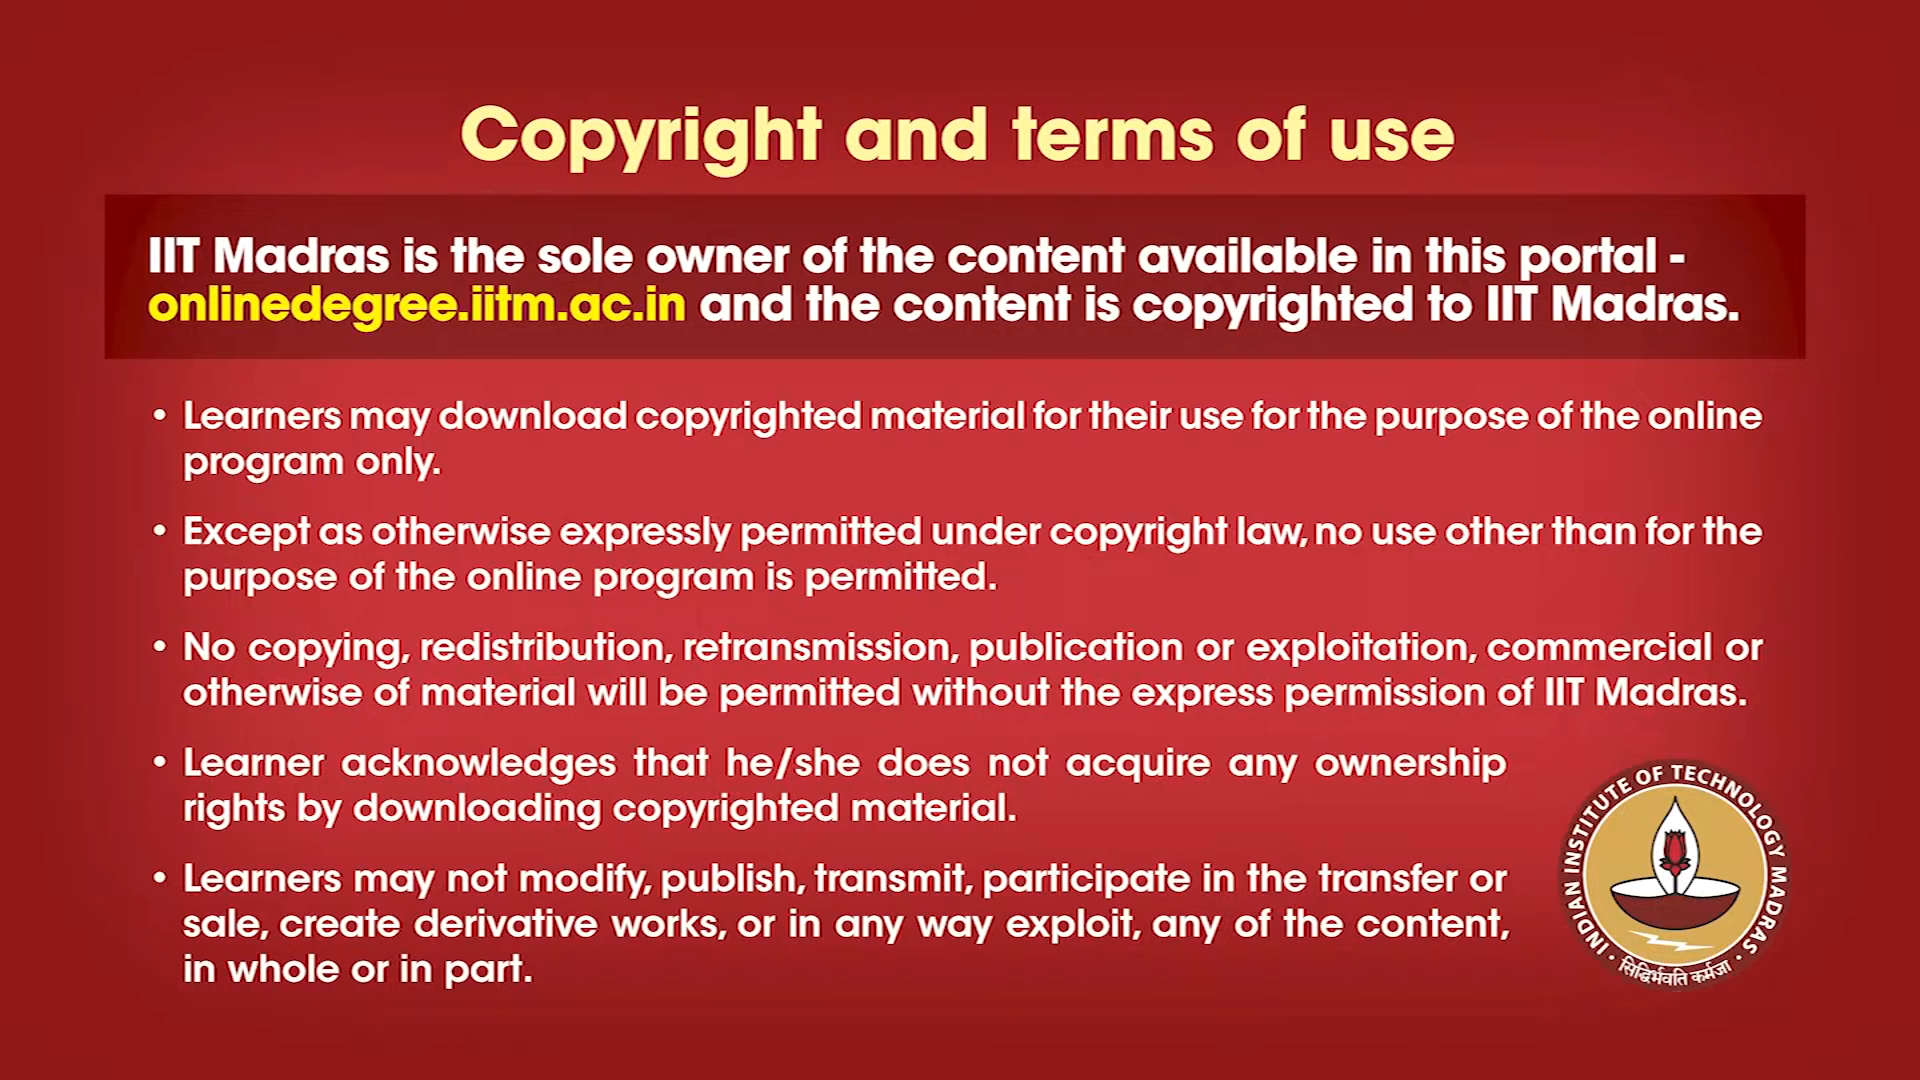 Copyright and terms of use
IIT Madras is the sole owner of the content available in this portal -
onlinedegree.iitm.ac.in and the content is copyrighted to IIT Madras.
• Learners may download copyrighted material for their use for the purpose of the online
program only.
• Except as otherwise expressly permitted under copyright law, no use other than for the
purpose of the online program is permitted.
• No copying, redistribution, retransmission, publication or exploitation, commercial or
otherwise of material will be permitted without the express permission of IIT Madras.
• Learner acknowledges that he/she does not acquire any ownership
rights by downloading copyrighted material.
• Learners may not modify, publish, transmit, participate in the transfer or
sale, create derivative works, or in any way exploit, any of the content,
in whole or in part.
INDIAN INSTITUTE OF TECHNOLOGY MADRAS
सिद्धिर्भवति कर्मजा